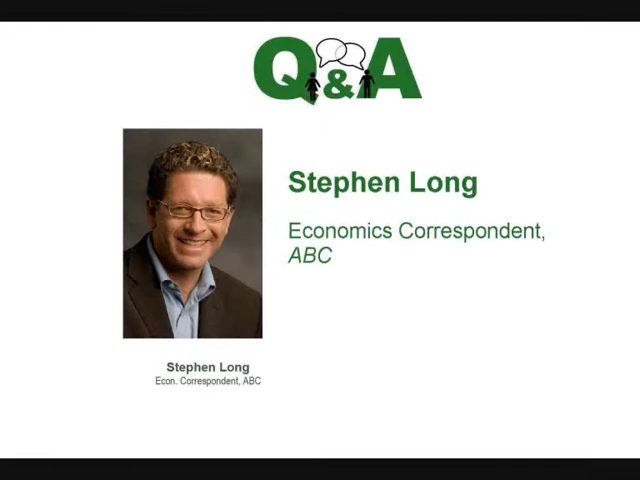 Q&A
Stephen Long
Economics Correspondent,
ABC
Stephen Long
Econ. Correspondent, ABC